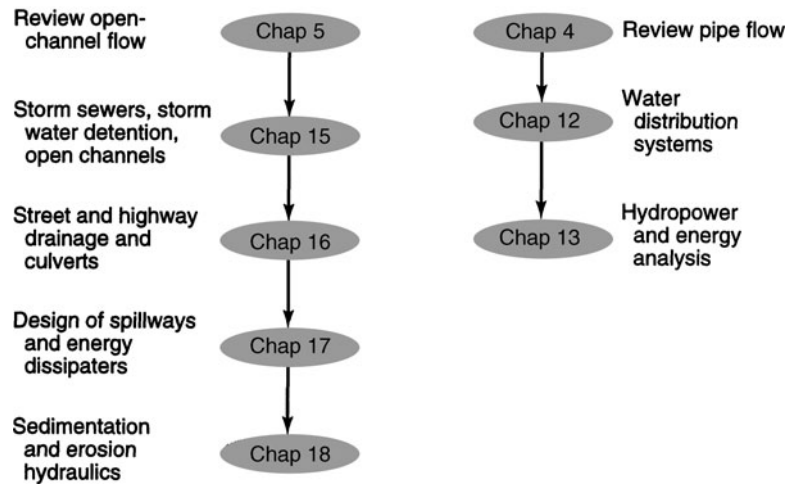 Review open-
channel flow
Chap 5
Storm sewers, storm
water detention,
open channels
Chap 15
Street and highway
drainage and
culverts
Chap 16
Design of spillways
and energy
dissipaters
Chap 17
Sedimentation
and erosion
hydraulics
Chap 18
Chap 4
Review pipe flow
Chap 12
Water
distribution
systems
Chap 13
Hydropower
and energy
analysis